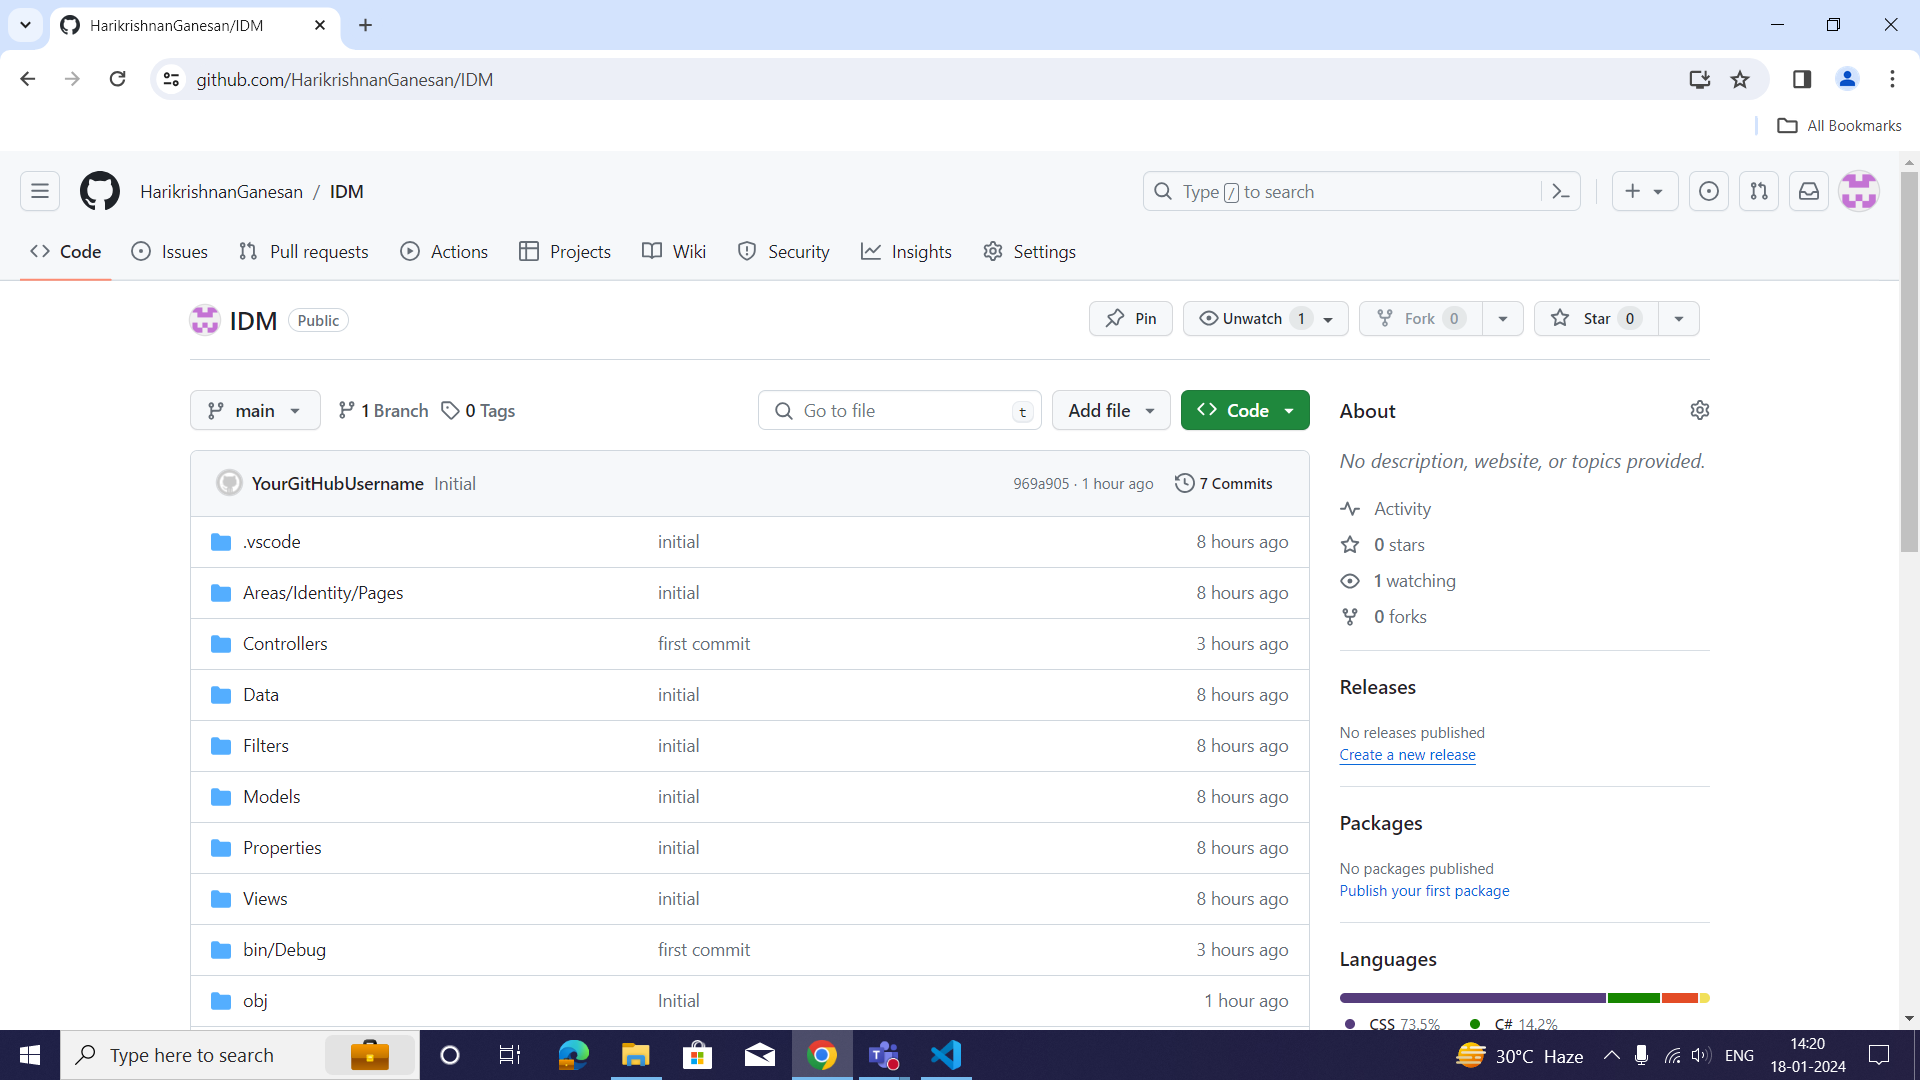 HarikrishnanGanesan/IDM
github.com/HarikrishnanGanesan/IDM
All Bookmarks
HarikrishnanGanesan / IDM
Type / to search
Code Issues Pull requests Actions Projects Wiki Security Insights Settings
IDM Public
Pin Unwatch 1 Fork 0 Star 0
main 1 Branch 0 Tags Go to file t Add file Code
YourGitHubUsername Initial 969a905 · 1 hour ago 7 Commits
.vscode initial 8 hours ago
Areas/Identity/Pages initial 8 hours ago
Controllers first commit 3 hours ago
Data initial 8 hours ago
Filters initial 8 hours ago
Models initial 8 hours ago
Properties initial 8 hours ago
Views initial 8 hours ago
bin/Debug first commit 3 hours ago
obj Initial 1 hour ago
About
No description, website, or topics provided.
Activity
0 stars
1 watching
0 forks
Releases
No releases published
Create a new release
Packages
No packages published
Publish your first package
Languages
CSS 73.5% C# 14.2%
Type here to search
30°C Haze
ENG
14:20
18-01-2024